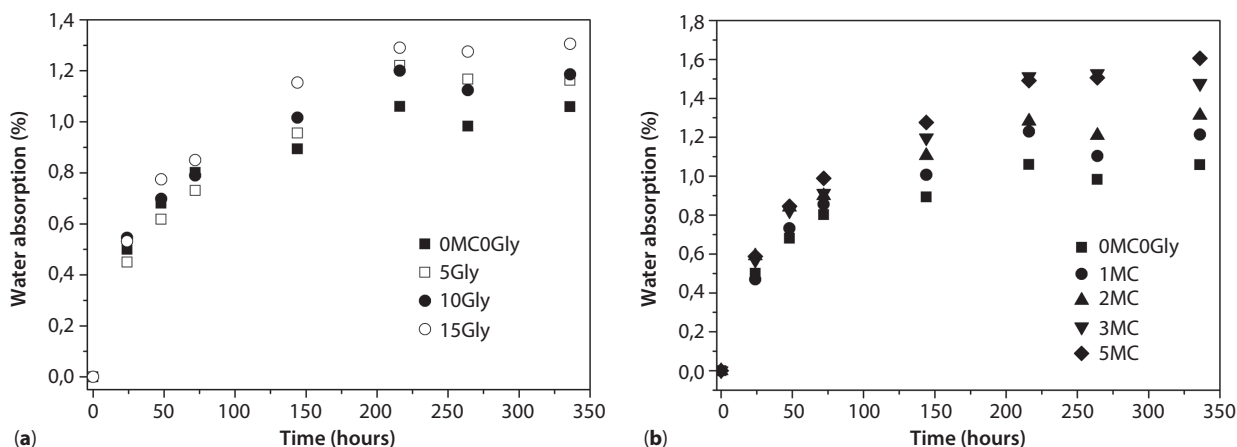 1,4
1,2
1,0
0,8
0,6
0,4
0,2
0,0
Water absorption (%)
0MC0Gly
5Gly
10Gly
15Gly
0 50 100 150 200 250 300 350
Time (hours)
(a)
1,8
1,6
1,4
1,2
1,0
0,8
0,6
0,4
0,2
0,0
Water absorption (%)
0MC0Gly
1MC
2MC
3MC
5MC
0 50 100 150 200 250 300 350
Time (hours)
(b)